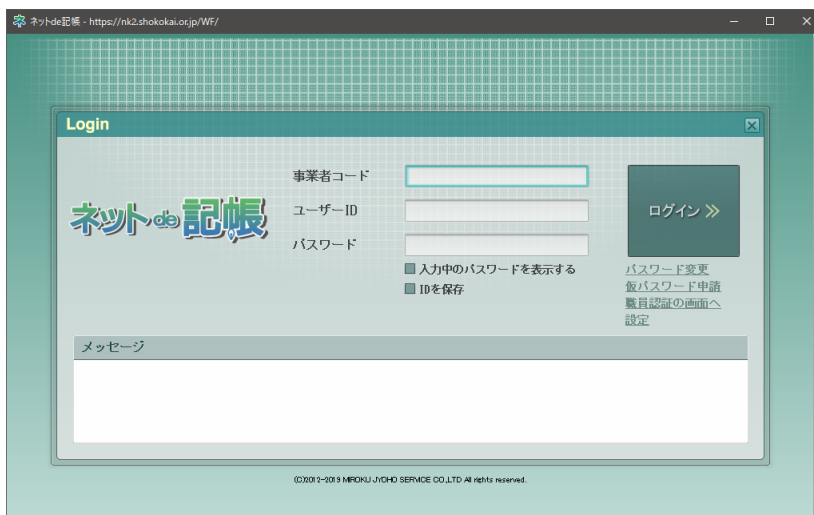 ネットde記帳 - https://nk2.shokokai.or.jp/WF/
Login
ネットde記帳
事業者コード
ユーザーID
パスワード
ログイン
入力中のパスワードを表示する
IDを保存
パスワード変更
仮パスワード申請
職員認証の画面へ
設定
メッセージ
(C)2012-2019 MIROKU JYOHO SERVICE CO.,LTD All rights reserved.